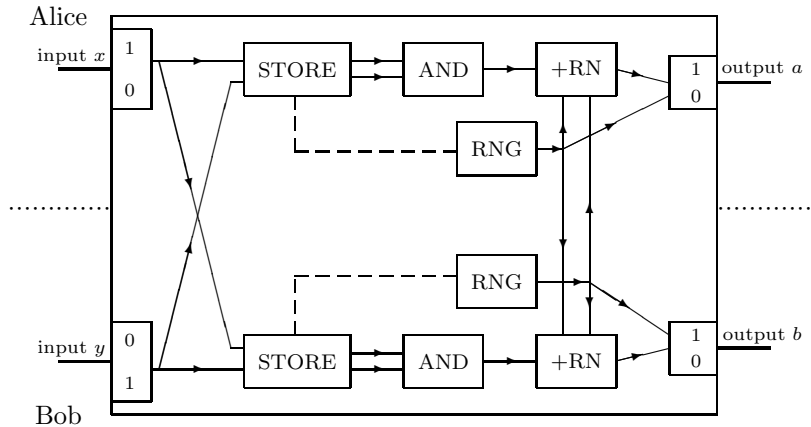 Alice
input x
1
0
STORE
AND
+RN
1
0
output a
RNG
RNG
input y
0
1
STORE
AND
+RN
1
0
output b
Bob